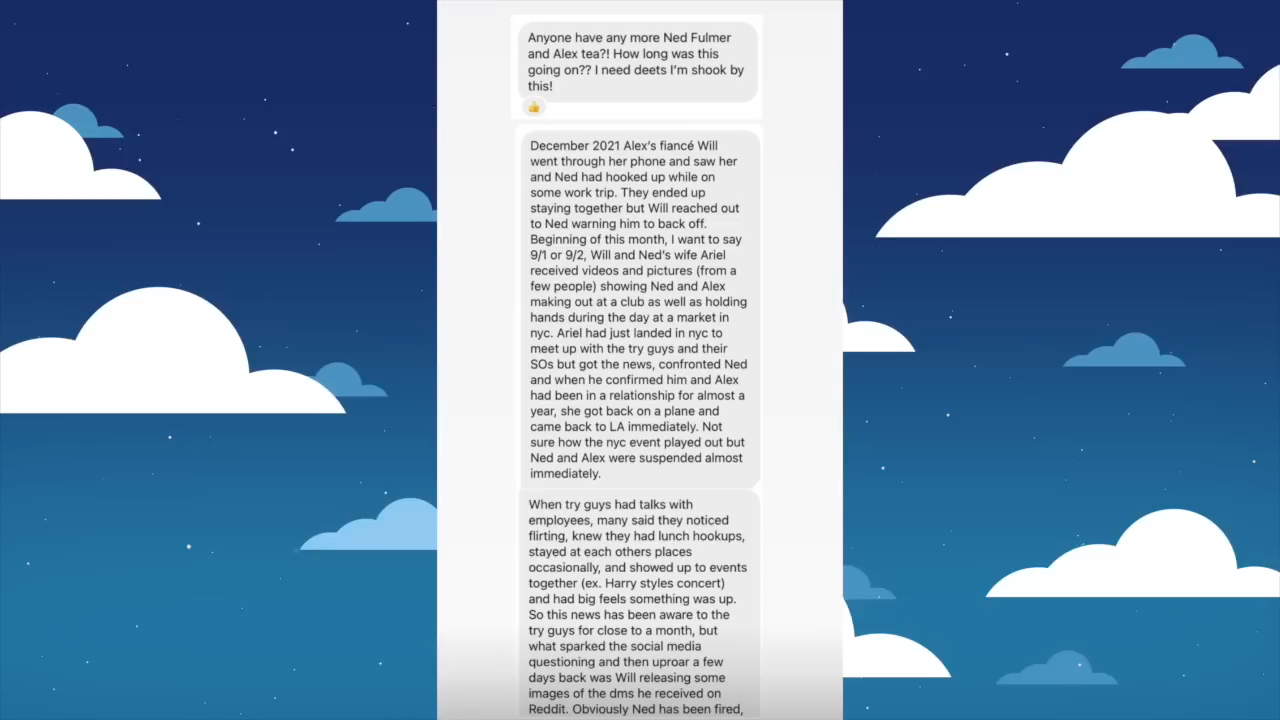 Anyone have any more Ned Fulmer
and Alex tea?! How long was this
going on?? I need deets I'm shook by
this!
December 2021 Alex's fiancé Will
went through her phone and saw her
and Ned had hooked up while on
some work trip. They ended up
staying together but Will reached out
to Ned warning him to back off.
Beginning of this month, I want to say
9/1 or 9/2, Will and Ned's wife Ariel
received videos and pictures (from a
few people) showing Ned and Alex
making out at a club as well as holding
hands during the day at a market in
nyc. Ariel had just landed in nyc to
meet up with the try guys and their
SOs but got the news, confronted Ned
and when he confirmed him and Alex
had been in a relationship for almost a
year, she got back on a plane and
came back to LA immediately. Not
sure how the nyc event played out but
Ned and Alex were suspended almost
immediately.
When try guys had talks with
employees, many said they noticed
flirting, knew they had lunch hookups,
stayed at each others places
occasionally, and showed up to events
together (ex. Harry styles concert)
and had big feels something was up.
So this news has been aware to the
try guys for close to a month, but
what sparked the social media
questioning and then uproar a few
days back was Will releasing some
images of the dms he received on
Reddit. Obviously Ned has been fired,